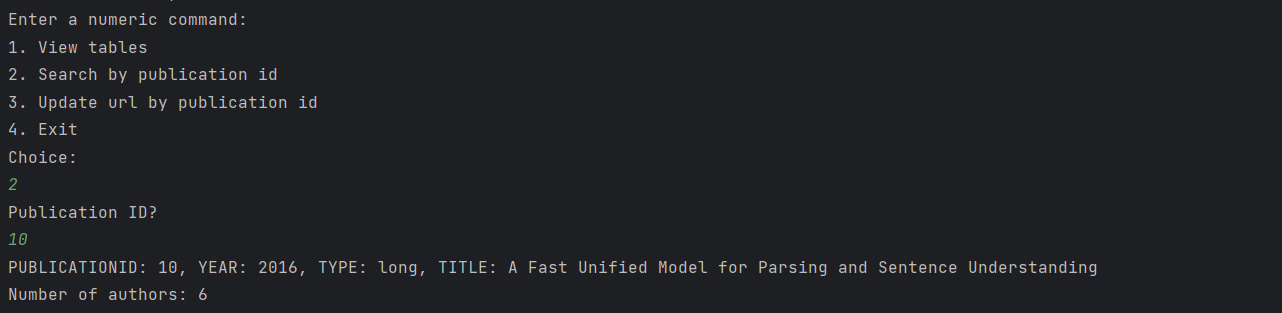 Enter a numeric command:
1. View tables
2. Search by publication id
3. Update url by publication id
4. Exit
Choice:
2
Publication ID?
10
PUBLICATIONID: 10, YEAR: 2016, TYPE: long, TITLE: A Fast Unified Model for Parsing and Sentence Understanding
Number of authors: 6